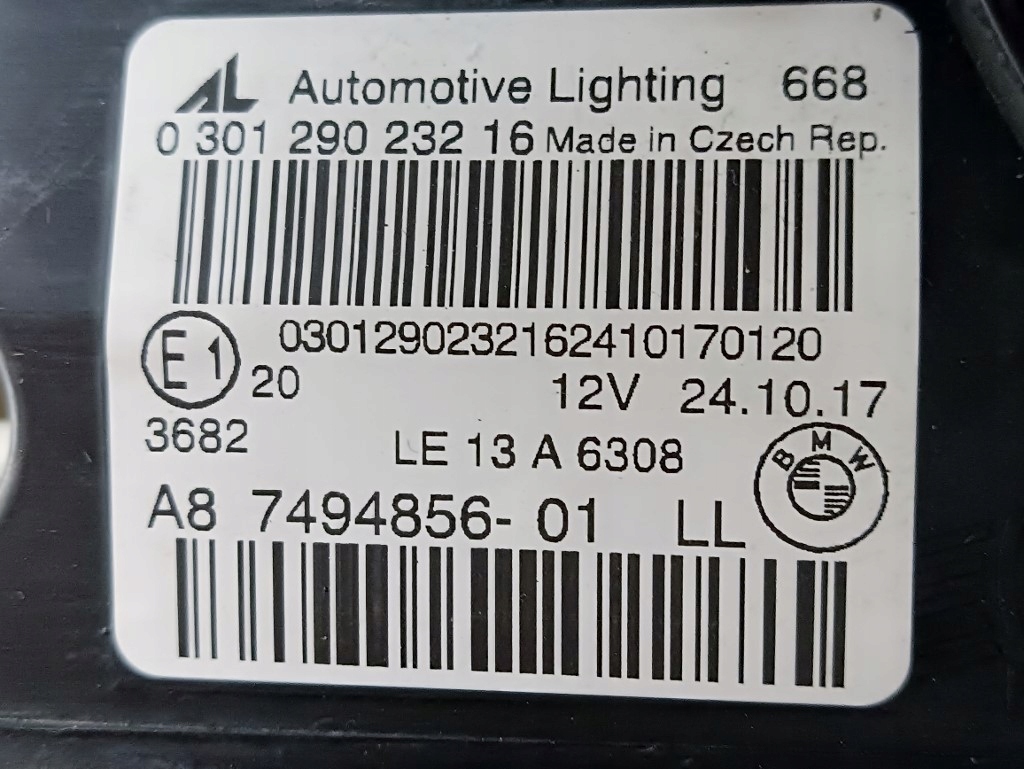 AL Automotive Lighting 668
0 301 290 232 16 Made in Czech Rep.
0301290232162410170120
E1 20 12V 24.10.17
3682 LE 13 A 6308
BMW
A8 7494856-01 LL